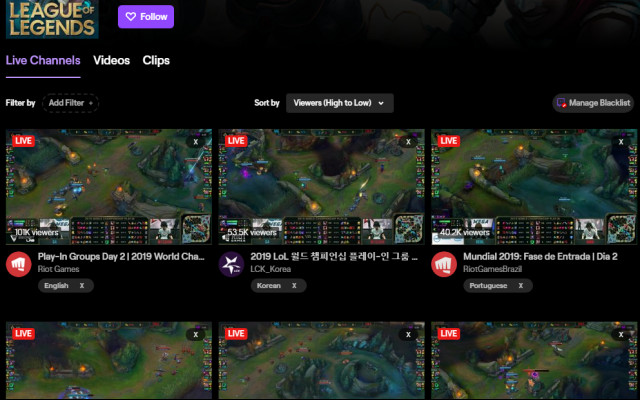 LEAGUE OF
LEGENDS
Follow
Live Channels Videos Clips
Filter by Add Filter +
Sort by Viewers (High to Low)
Manage Blacklist
LIVE X
101K viewers
Play-In Groups Day 2 | 2019 World Cha...
Riot Games
English X
LIVE X
53.5K viewers
2019 LoL 월드 챔피언십 플레이-인 그룹 ...
LCK_Korea
Korean X
LIVE X
40.2K viewers
Mundial 2019: Fase de Entrada | Dia 2
RiotGamesBrazil
Portuguese X
LIVE X
LIVE X
LIVE X